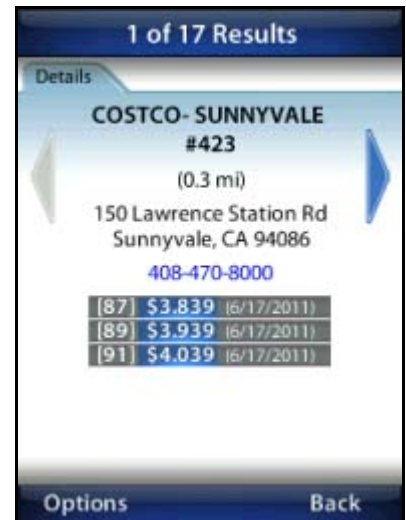 1 of 17 Results
Details
COSTCO- SUNNYVALE
#423
(0.3 mi)
150 Lawrence Station Rd
Sunnyvale, CA 94086
408-470-8000
[87] $3.839 (6/17/2011)
[89] $3.939 (6/17/2011)
[91] $4.039 (6/17/2011)
Options Back